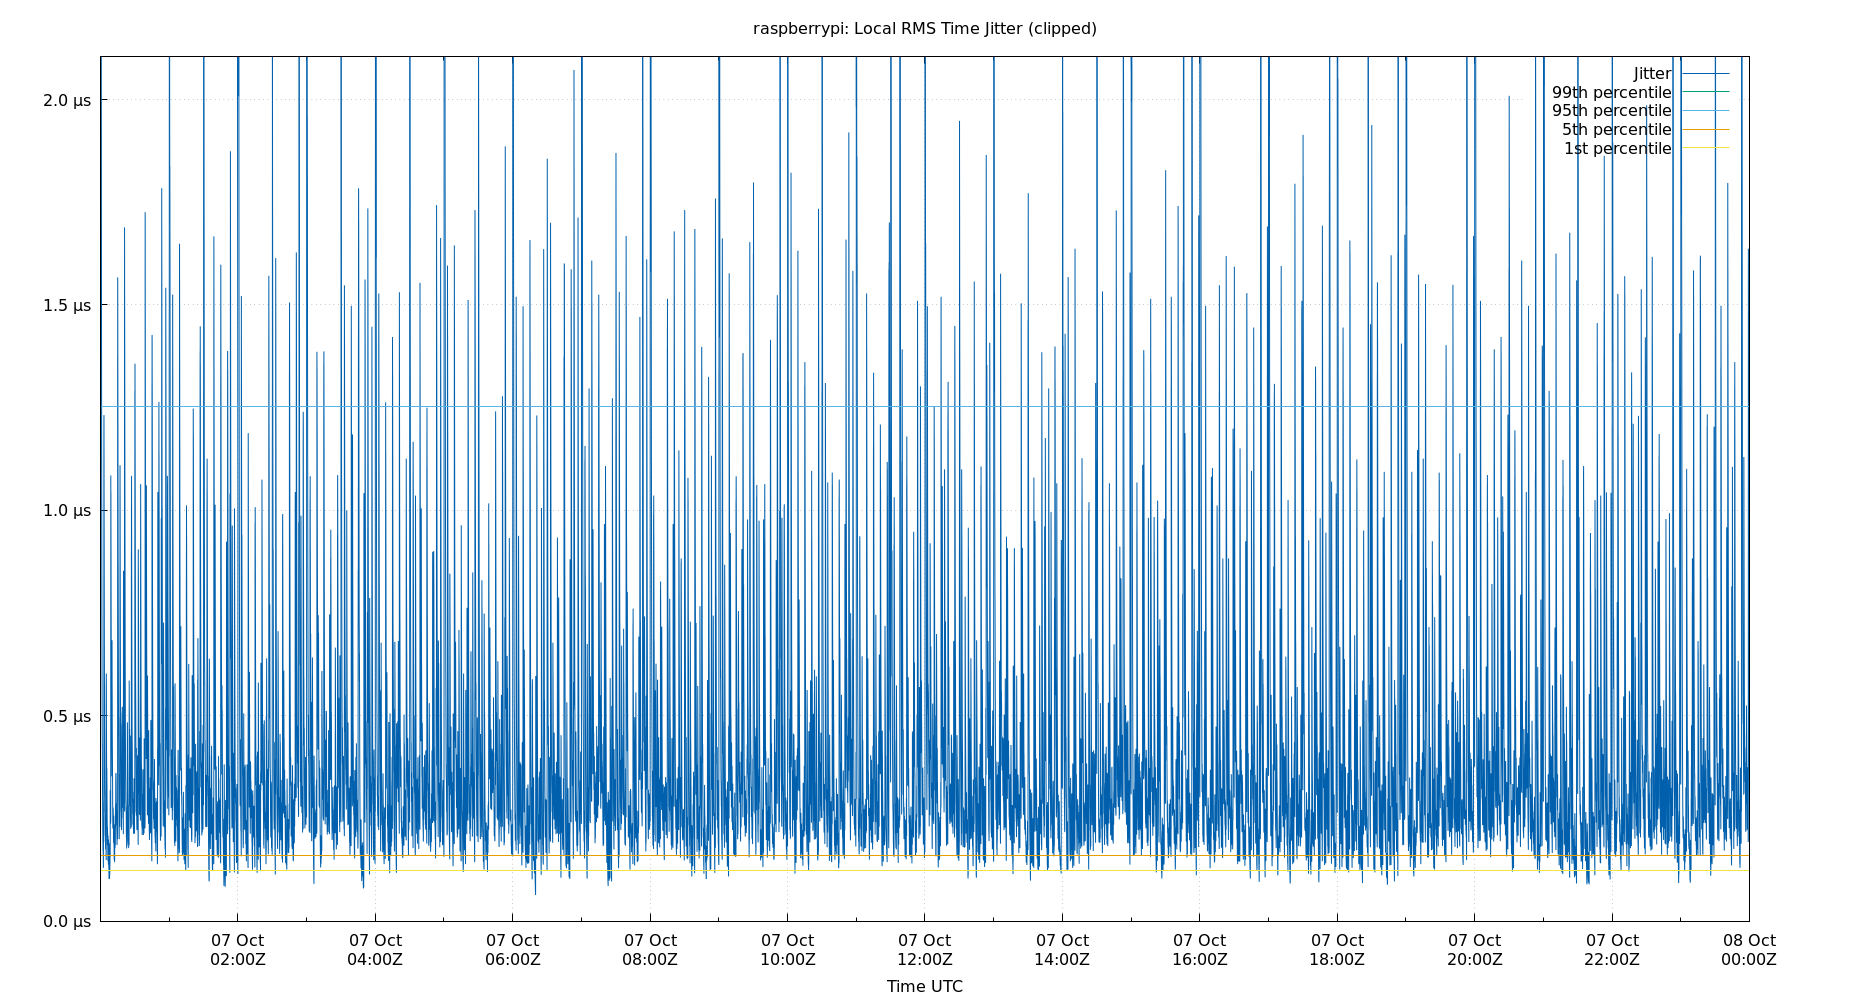 raspberrypi: Local RMS Time Jitter (clipped)
Jitter
99th percentile
95th percentile
5th percentile
1st percentile
2.0 µs
1.5 µs
1.0 µs
0.5 µs
0.0 µs
07 Oct 07 Oct 07 Oct 07 Oct 07 Oct 07 Oct 07 Oct 07 Oct 07 Oct 07 Oct 07 Oct 08 Oct
02:00Z 04:00Z 06:00Z 08:00Z 10:00Z 12:00Z 14:00Z 16:00Z 18:00Z 20:00Z 22:00Z 00:00Z
Time UTC